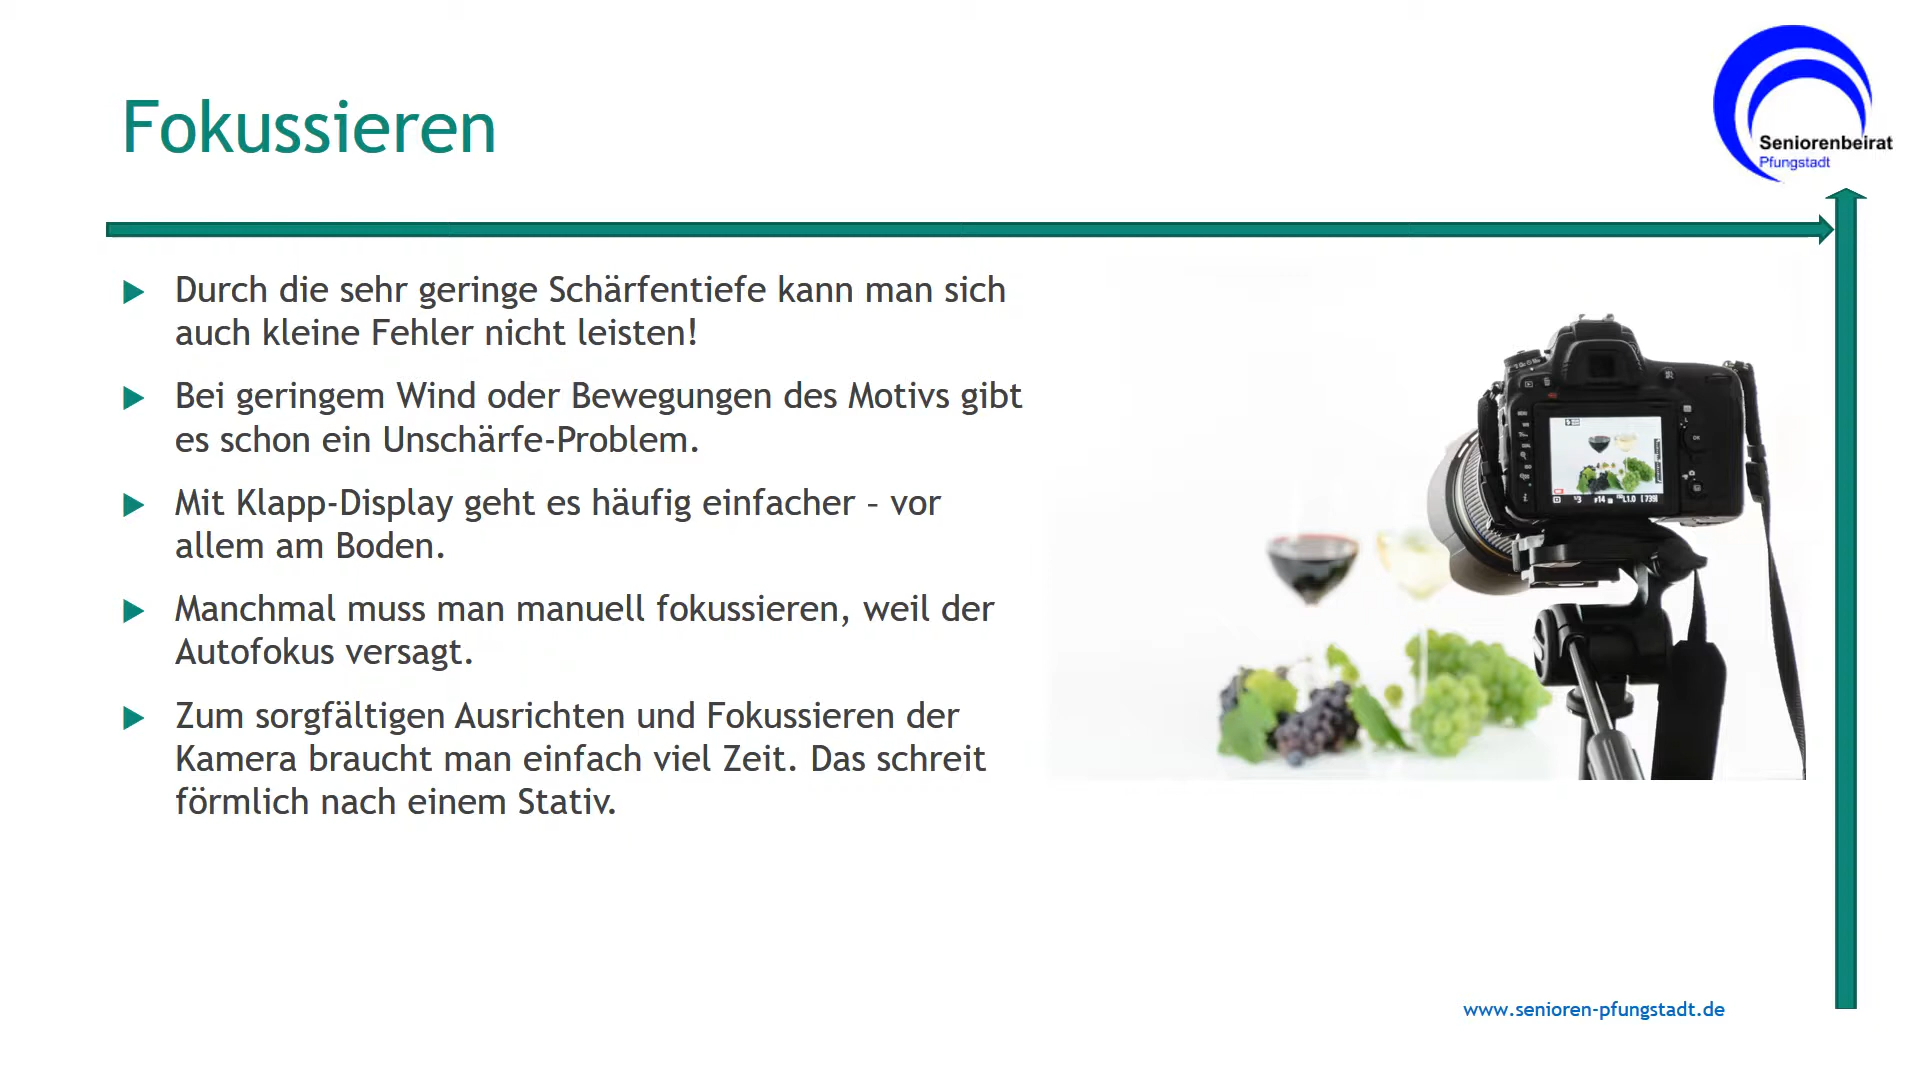 Fokussieren
Seniorenbeirat
Pfungstadt
Durch die sehr geringe Schärfentiefe kann man sich
auch kleine Fehler nicht leisten!
Bei geringem Wind oder Bewegungen des Motivs gibt
es schon ein Unschärfe-Problem.
Mit Klapp-Display geht es häufig einfacher – vor
allem am Boden.
Manchmal muss man manuell fokussieren, weil der
Autofokus versagt.
Zum sorgfältigen Ausrichten und Fokussieren der
Kamera braucht man einfach viel Zeit. Das schreit
förmlich nach einem Stativ.
www.senioren-pfungstadt.de